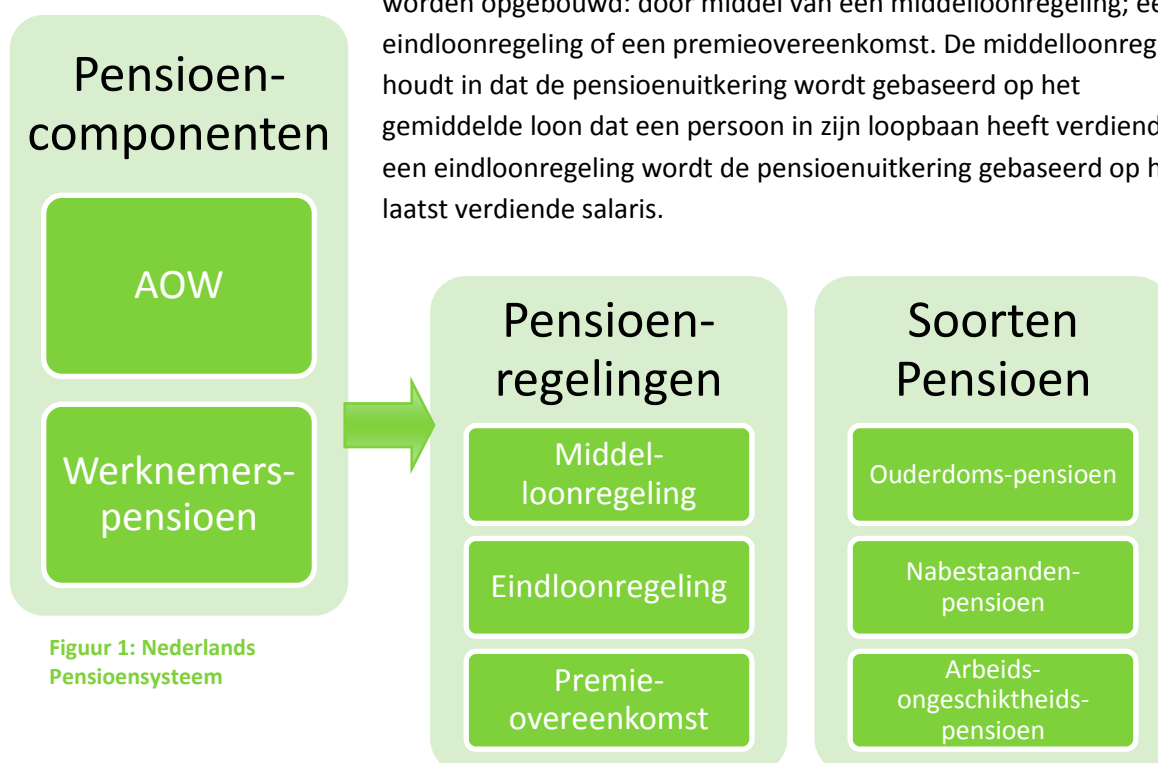 worden opgebouwd: door middel van een middelloonregeling;
eindloonregeling of een premieovereenkomst. De
houdt in dat de pensioenuitkering wordt gebaseerd op het
gemiddelde loon dat een persoon in zijn loopbaan heeft
een eindloonregeling wordt de pensioenuitkering gebaseerd op
laatst verdiende salaris.
Pensioen-
componenten
AOW
Werknemers-
pensioen
Figuur 1: Nederlands
Pensioensysteem
Pensioen-
regelingen
Middel-
loonregeling
Eindloonregeling
Premie-
overeenkomst
Soorten
Pensioen
Ouderdoms-pensioen
Nabestaanden-
pensioen
Arbeids-
ongeschiktheids-
pensioen